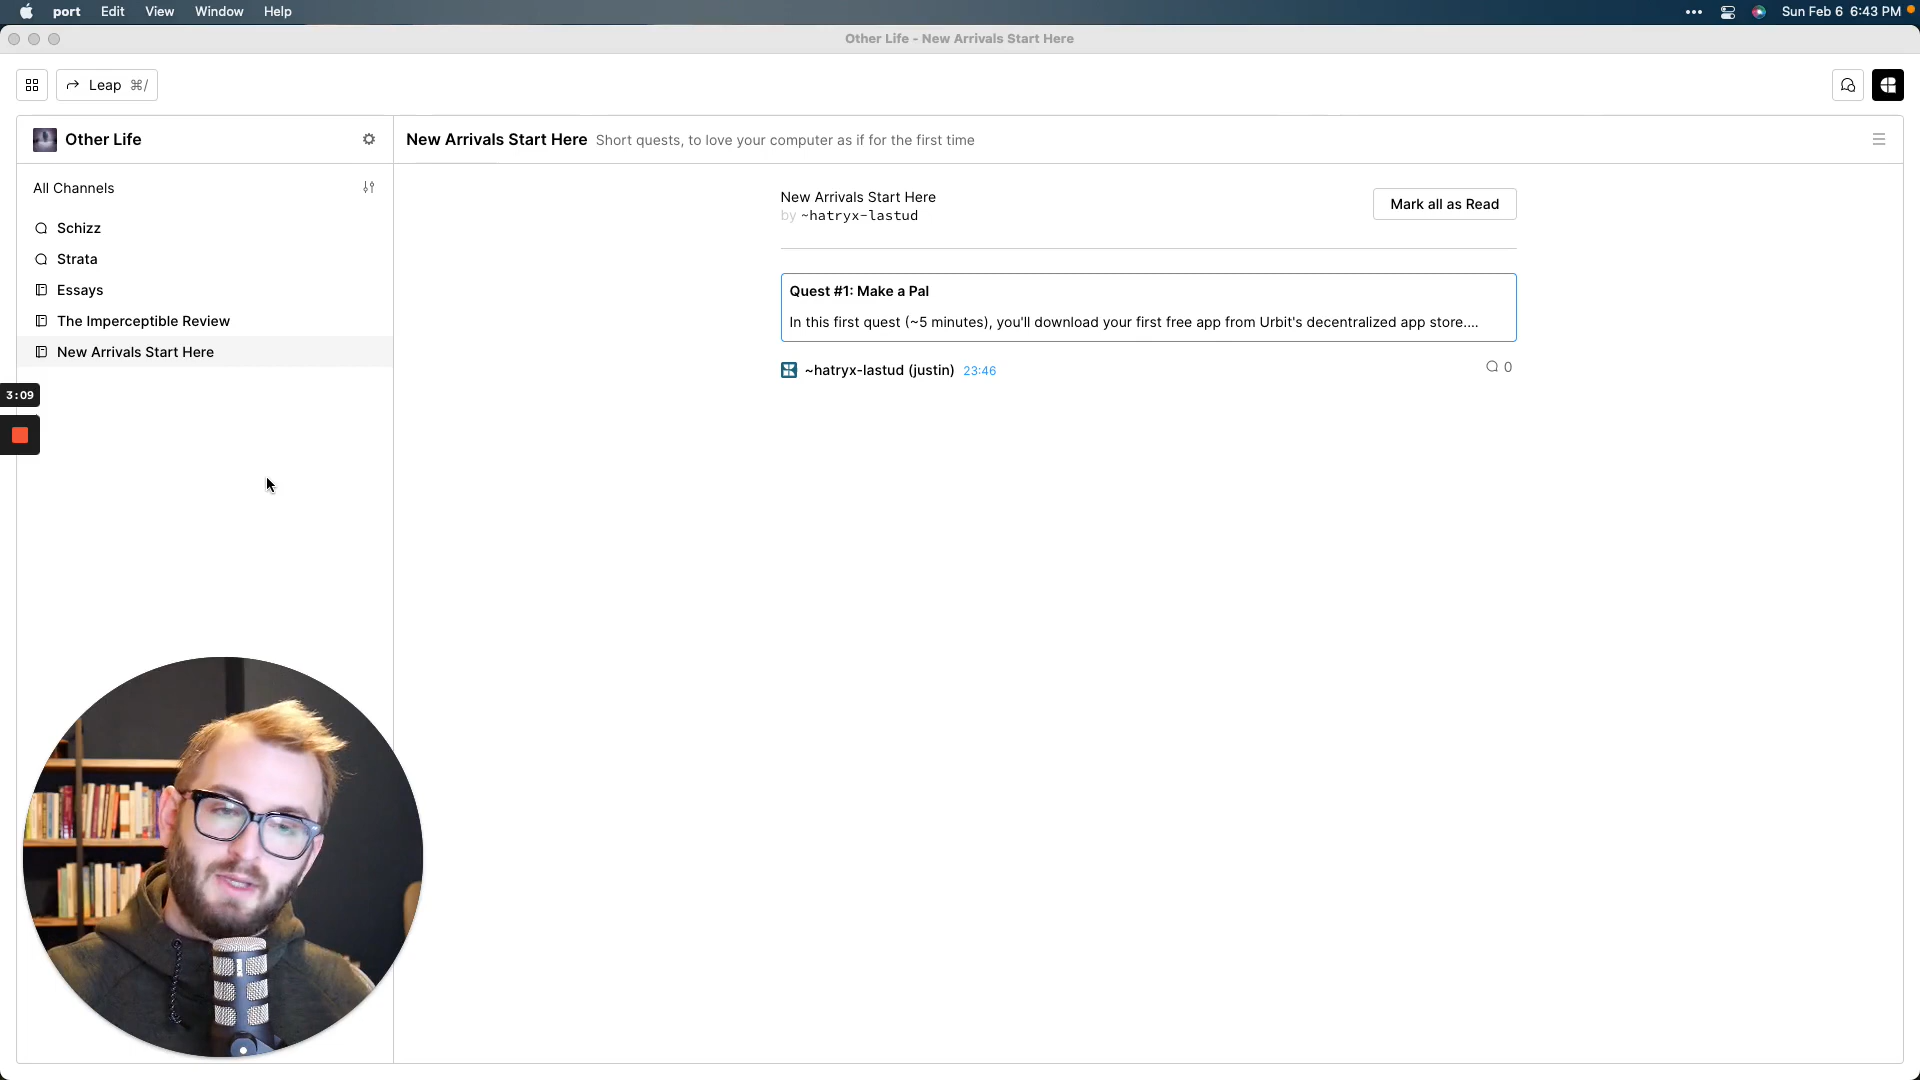 port Edit View Window Help
Sun Feb 6 6:43 PM
Other Life - New Arrivals Start Here
Leap ⌘/
Other Life
New Arrivals Start Here Short quests, to love your computer as if for the first time
All Channels
Schizz
Strata
Essays
The Imperceptible Review
New Arrivals Start Here
3:09
New Arrivals Start Here
by ~hatryx-lastud
Mark all as Read
Quest #1: Make a Pal
In this first quest (~5 minutes), you'll download your first free app from Urbit's decentralized app store....
~hatryx-lastud (justin) 23:46
0